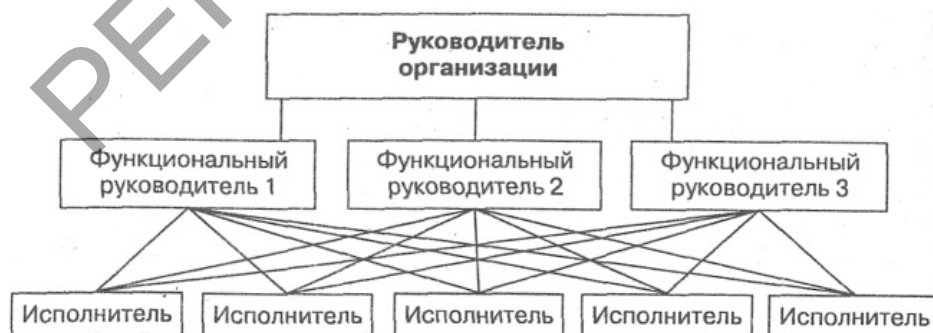 Руководитель
организации
Функциональный
руководитель 1
Функциональный
руководитель 2
Функциональный
руководитель 3
Исполнитель
Исполнитель
Исполнитель
Исполнитель
Исполнитель